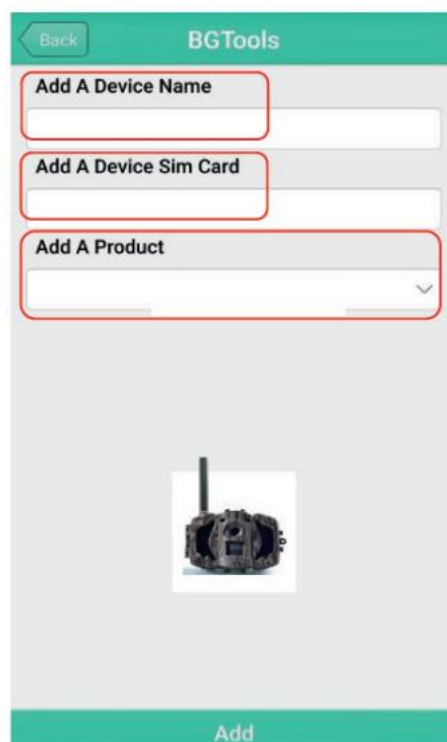 Back
BGTools
Add A Device Name
Add A Device Sim Card
Add A Product
Add